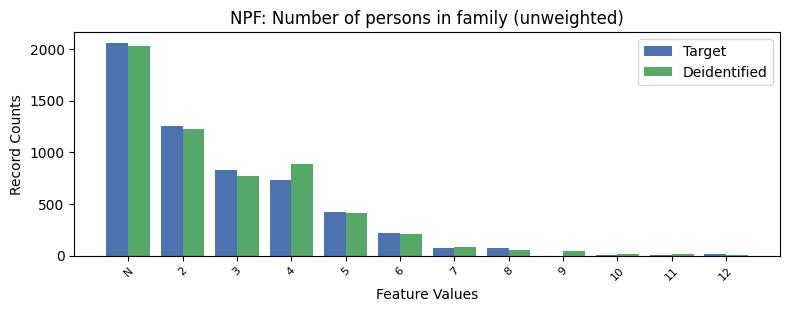 NPF: Number of persons in family (unweighted)
Target
Deidentified
Record Counts
2000
1500
1000
500
0
N 2 3 4 5 6 7 8 9 10 11 12
Feature Values